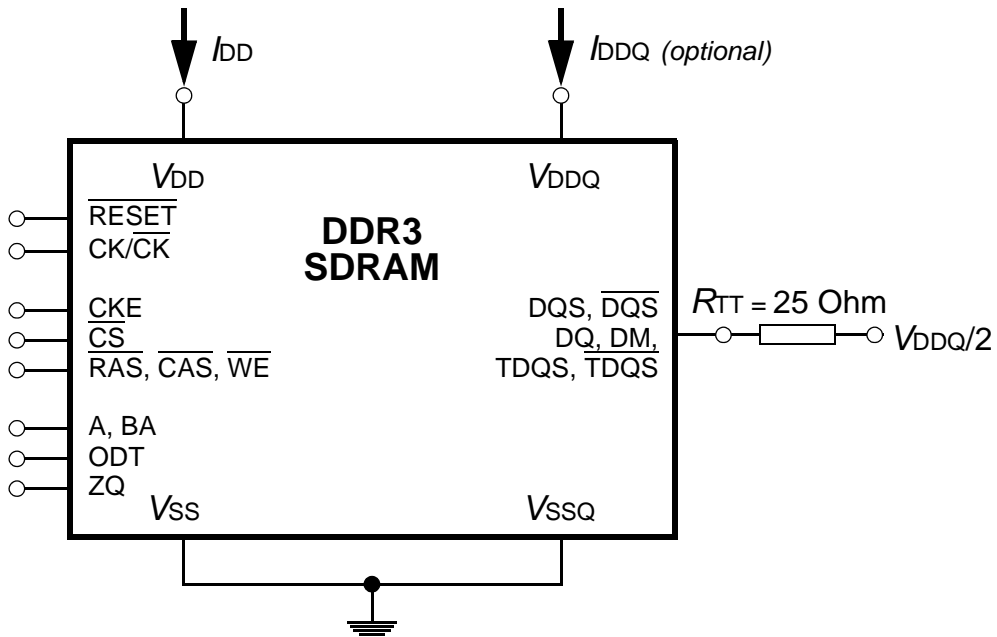 IDD
IDDQ (optional)
VDD
VDDQ
RESET
CK/CK
DDR3
SDRAM
CKE
CS
RAS, CAS, WE
DQS, DQS
DQ, DM,
TDQS, TDQS
RTT = 25 Ohm
VDDQ/2
A, BA
ODT
ZQ
VSS
VSSQ